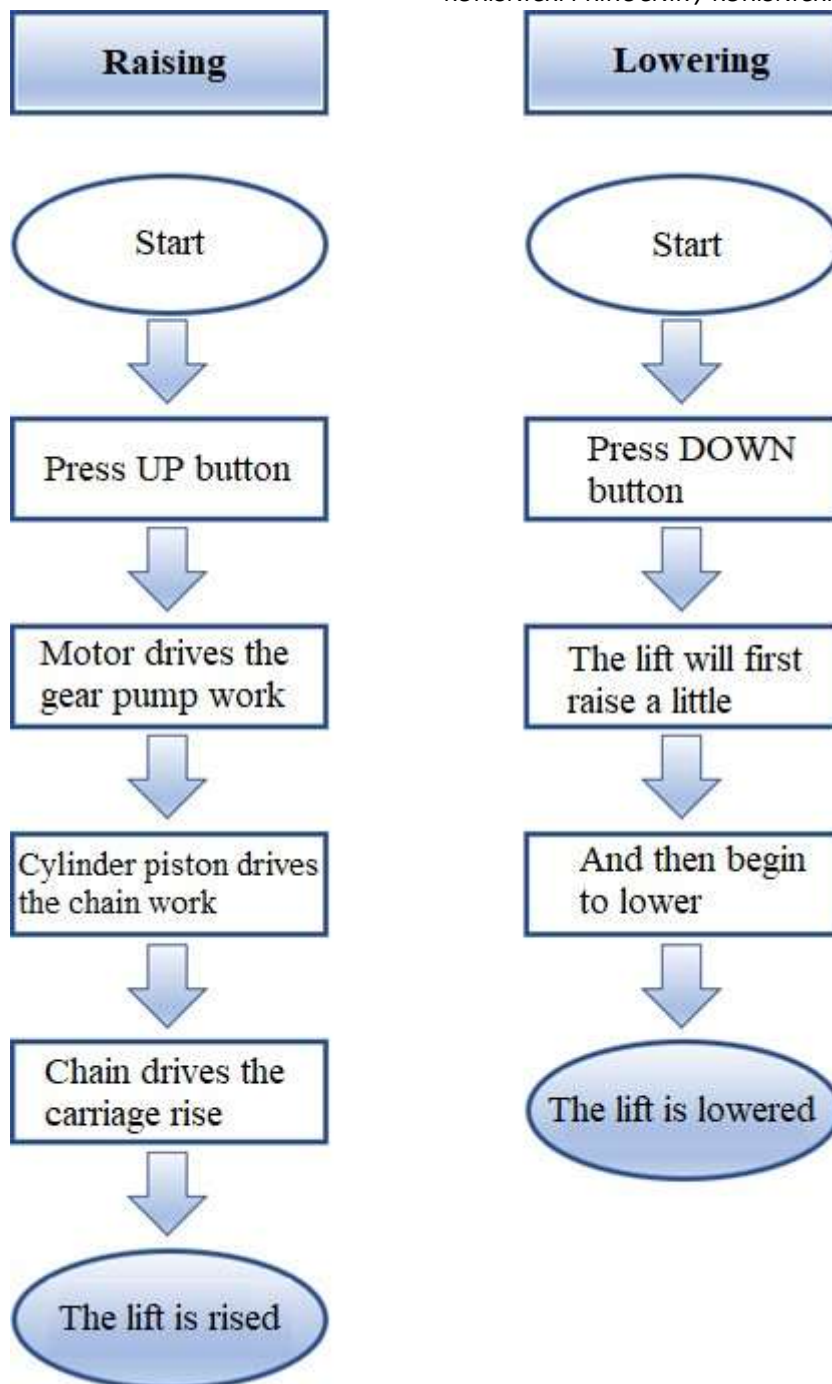 Raising
Start
Press UP button
Motor drives the
gear pump work
Cylinder piston drives
the chain work
Chain drives the
carriage rise
The lift is rised
Lowering
Start
Press DOWN
button
The lift will first
raise a little
And then begin
to lower
The lift is lowered